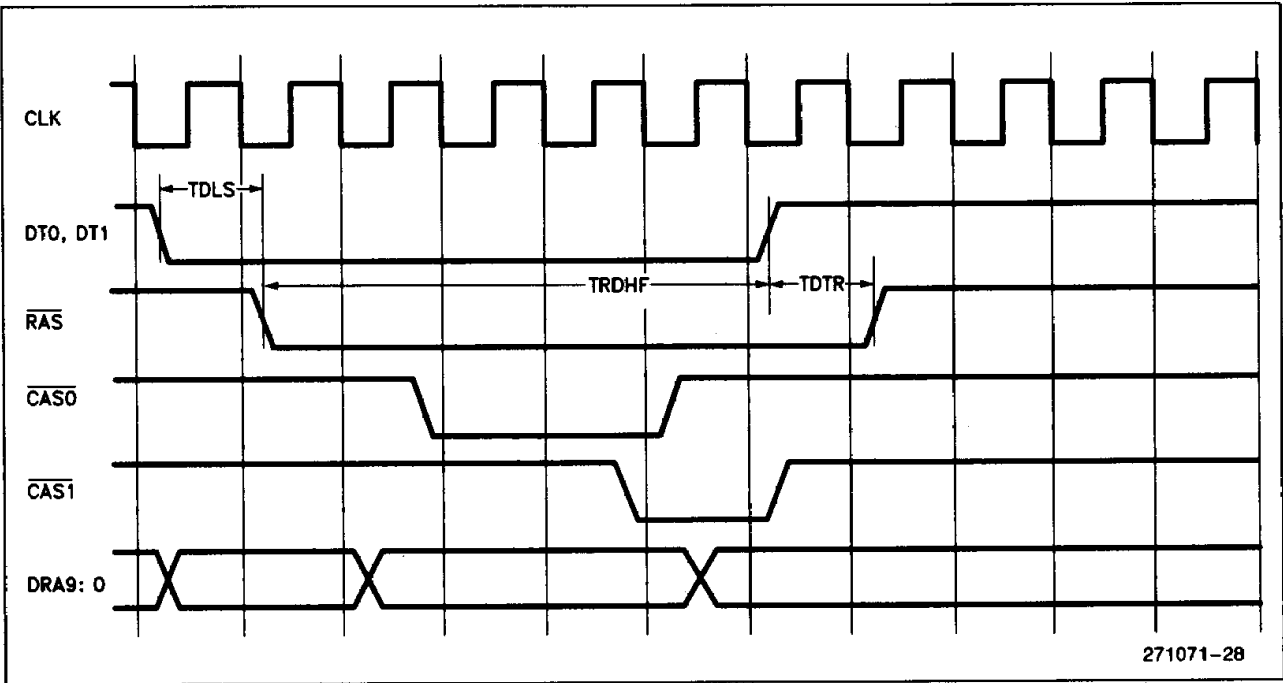 CLK
TDLS
DT0, DT1
TRDHF
TDTR
RAS
CAS0
CAS1
DRA9: 0
271071-28